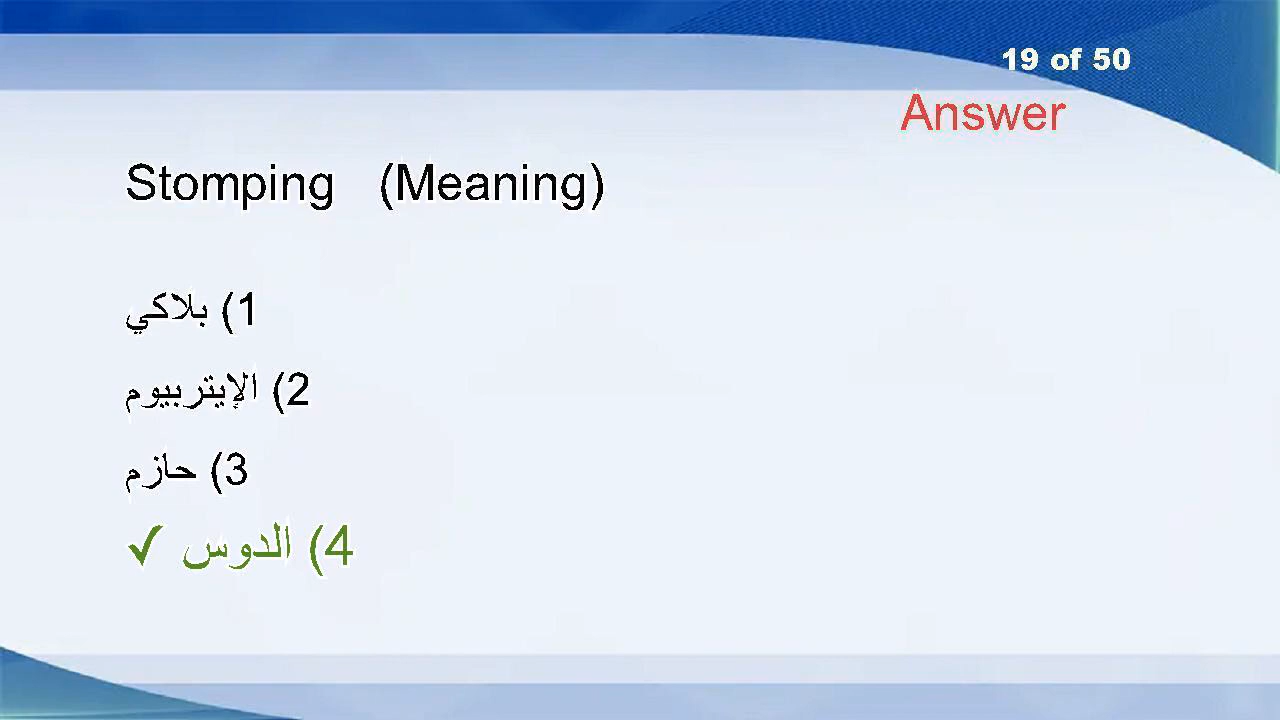 19 of 50
Answer
Stomping (Meaning)
1) بلاكي
2) الإيتربيوم
3) حازم
4) الدوس ✓